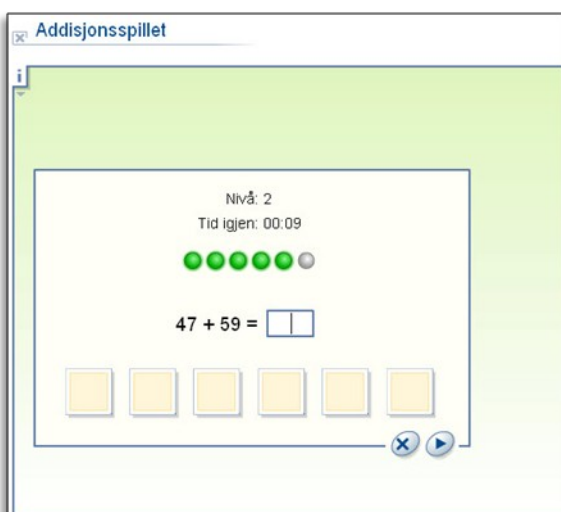 Addisjonsspillet
i
Nivå: 2
Tid igjen: 00:09
47 + 59 =